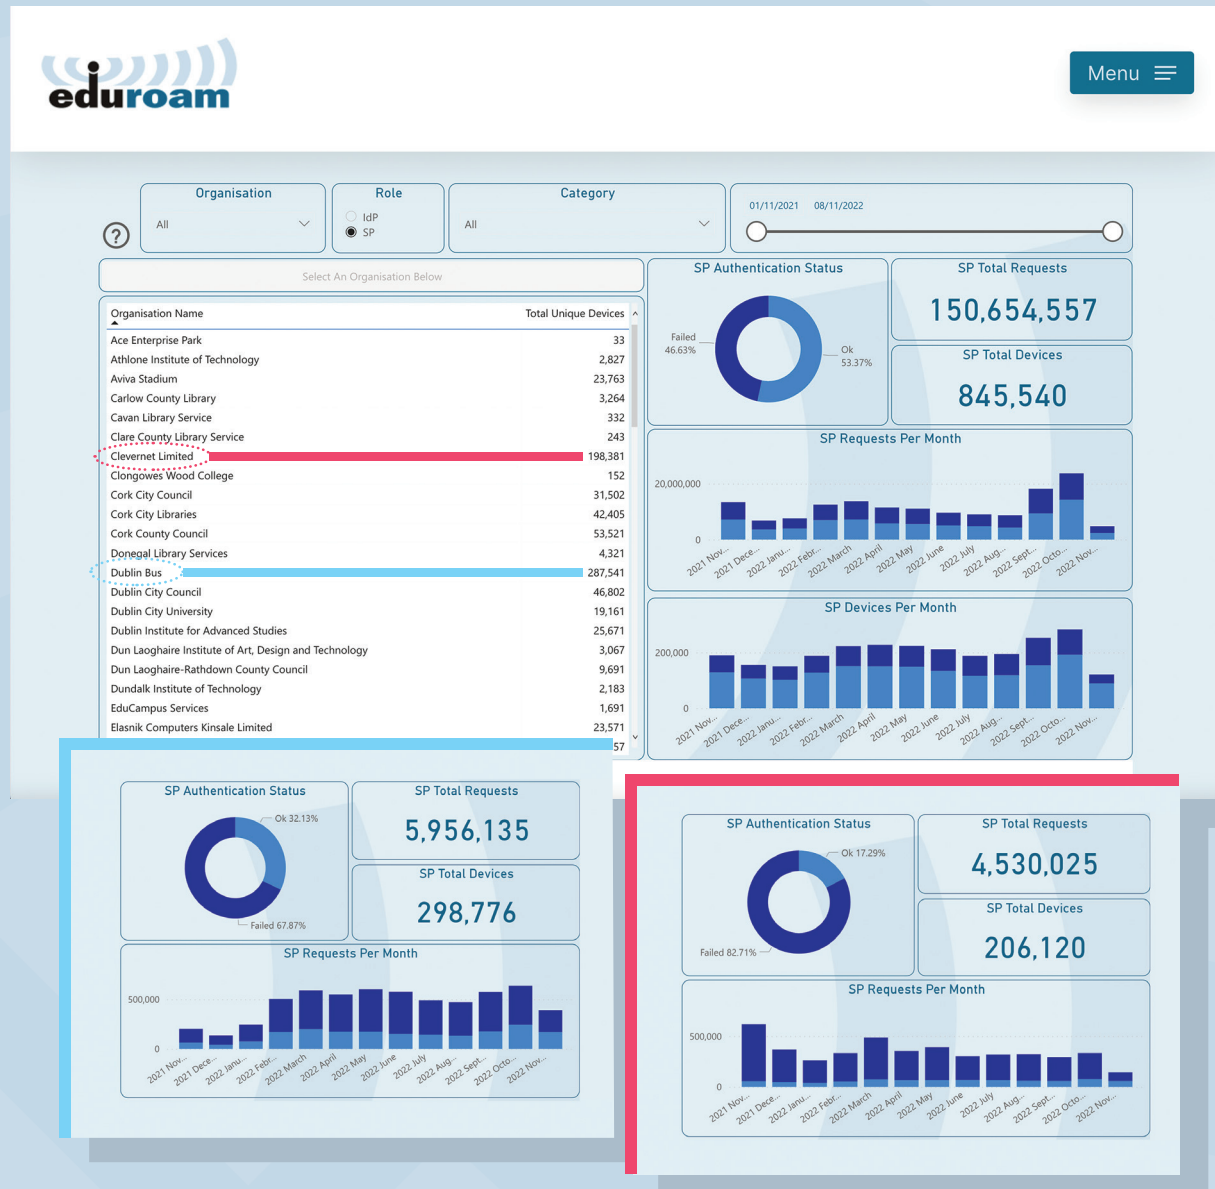 eduroam
Menu
Organisation
All
Role
IdP
SP
Category
All
01/11/2021 08/11/2022
?
Select An Organisation Below
Organisation Name Total Unique Devices
Ace Enterprise Park 33
Athlone Institute of Technology 2,827
Aviva Stadium 23,763
Carlow County Library 3,264
Cavan Library Service 332
Clare County Library Service 243
Clevernet Limited 198,381
Clongowes Wood College 152
Cork City Council 31,502
Cork City Libraries 42,405
Cork County Council 53,521
Donegal Library Services 4,321
Dublin Bus 287,541
Dublin City Council 46,802
Dublin City University 19,161
Dublin Institute for Advanced Studies 25,671
Dun Laoghaire Institute of Art, Design and Technology 3,067
Dun Laoghaire-Rathdown County Council 9,691
Dundalk Institute of Technology 2,183
EduCampus Services 1,691
Elasnik Computers Kinsale Limited 23,571
57
SP Authentication Status
Failed
46.63%
Ok
53.37%
SP Total Requests
150,654,557
SP Total Devices
845,540
SP Requests Per Month
20,000,000
0
2021 Nov... 2021 Dece... 2022 Janu... 2022 Febr... 2022 March 2022 April 2022 May 2022 June 2022 July 2022 Aug... 2022 Sept... 2022 Octo... 2022 Nov...
SP Devices Per Month
200,000
0
2021 Nov... 2021 Dece... 2022 Janu... 2022 Febr... 2022 March 2022 April 2022 May 2022 June 2022 July 2022 Aug... 2022 Sept... 2022 Octo... 2022 Nov...
SP Authentication Status
Ok 32.13%
Failed 67.87%
SP Total Requests
5,956,135
SP Total Devices
298,776
SP Requests Per Month
500,000
0
2021 Nov... 2021 Dece... 2022 Janu... 2022 Febr... 2022 March 2022 April 2022 May 2022 June 2022 July 2022 Aug... 2022 Sept... 2022 Octo... 2022 Nov...
SP Authentication Status
Ok 17.29%
Failed 82.71%
SP Total Requests
4,530,025
SP Total Devices
206,120
SP Requests Per Month
500,000
0
2021 Nov... 2021 Dece... 2022 Janu... 2022 Febr... 2022 March 2022 April 2022 May 2022 June 2022 July 2022 Aug... 2022 Sept... 2022 Octo... 2022 Nov...